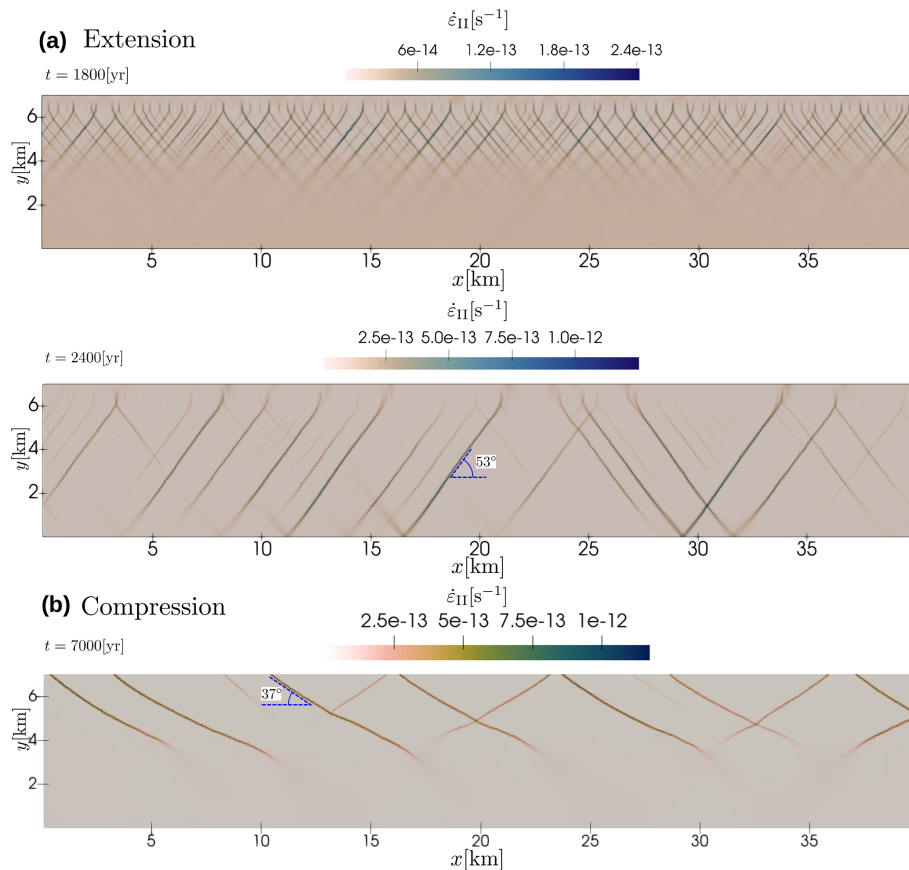 (a) Extension
ε̇_II[s⁻¹]
6e-14 1.2e-13 1.8e-13 2.4e-13
t = 1800[yr]
6
4
2
y[km]
5 10 15 20 25 30 35
x[km]
ε̇_II[s⁻¹]
2.5e-13 5.0e-13 7.5e-13 1.0e-12
t = 2400[yr]
6
4
2
y[km]
53°
5 10 15 20 25 30 35
x[km]
(b) Compression
ε̇_II[s⁻¹]
2.5e-13 5e-13 7.5e-13 1e-12
t = 7000[yr]
6
4
2
y[km]
37°
5 10 15 20 25 30 35
x[km]